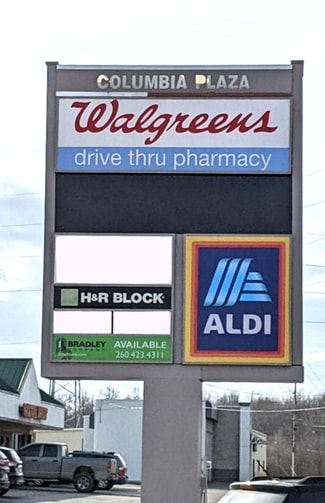 COLUMBIA PLAZA
Walgreens
drive thru pharmacy
H&R BLOCK
ALDI
BRADLEY AVAILABLE
260.423.4311